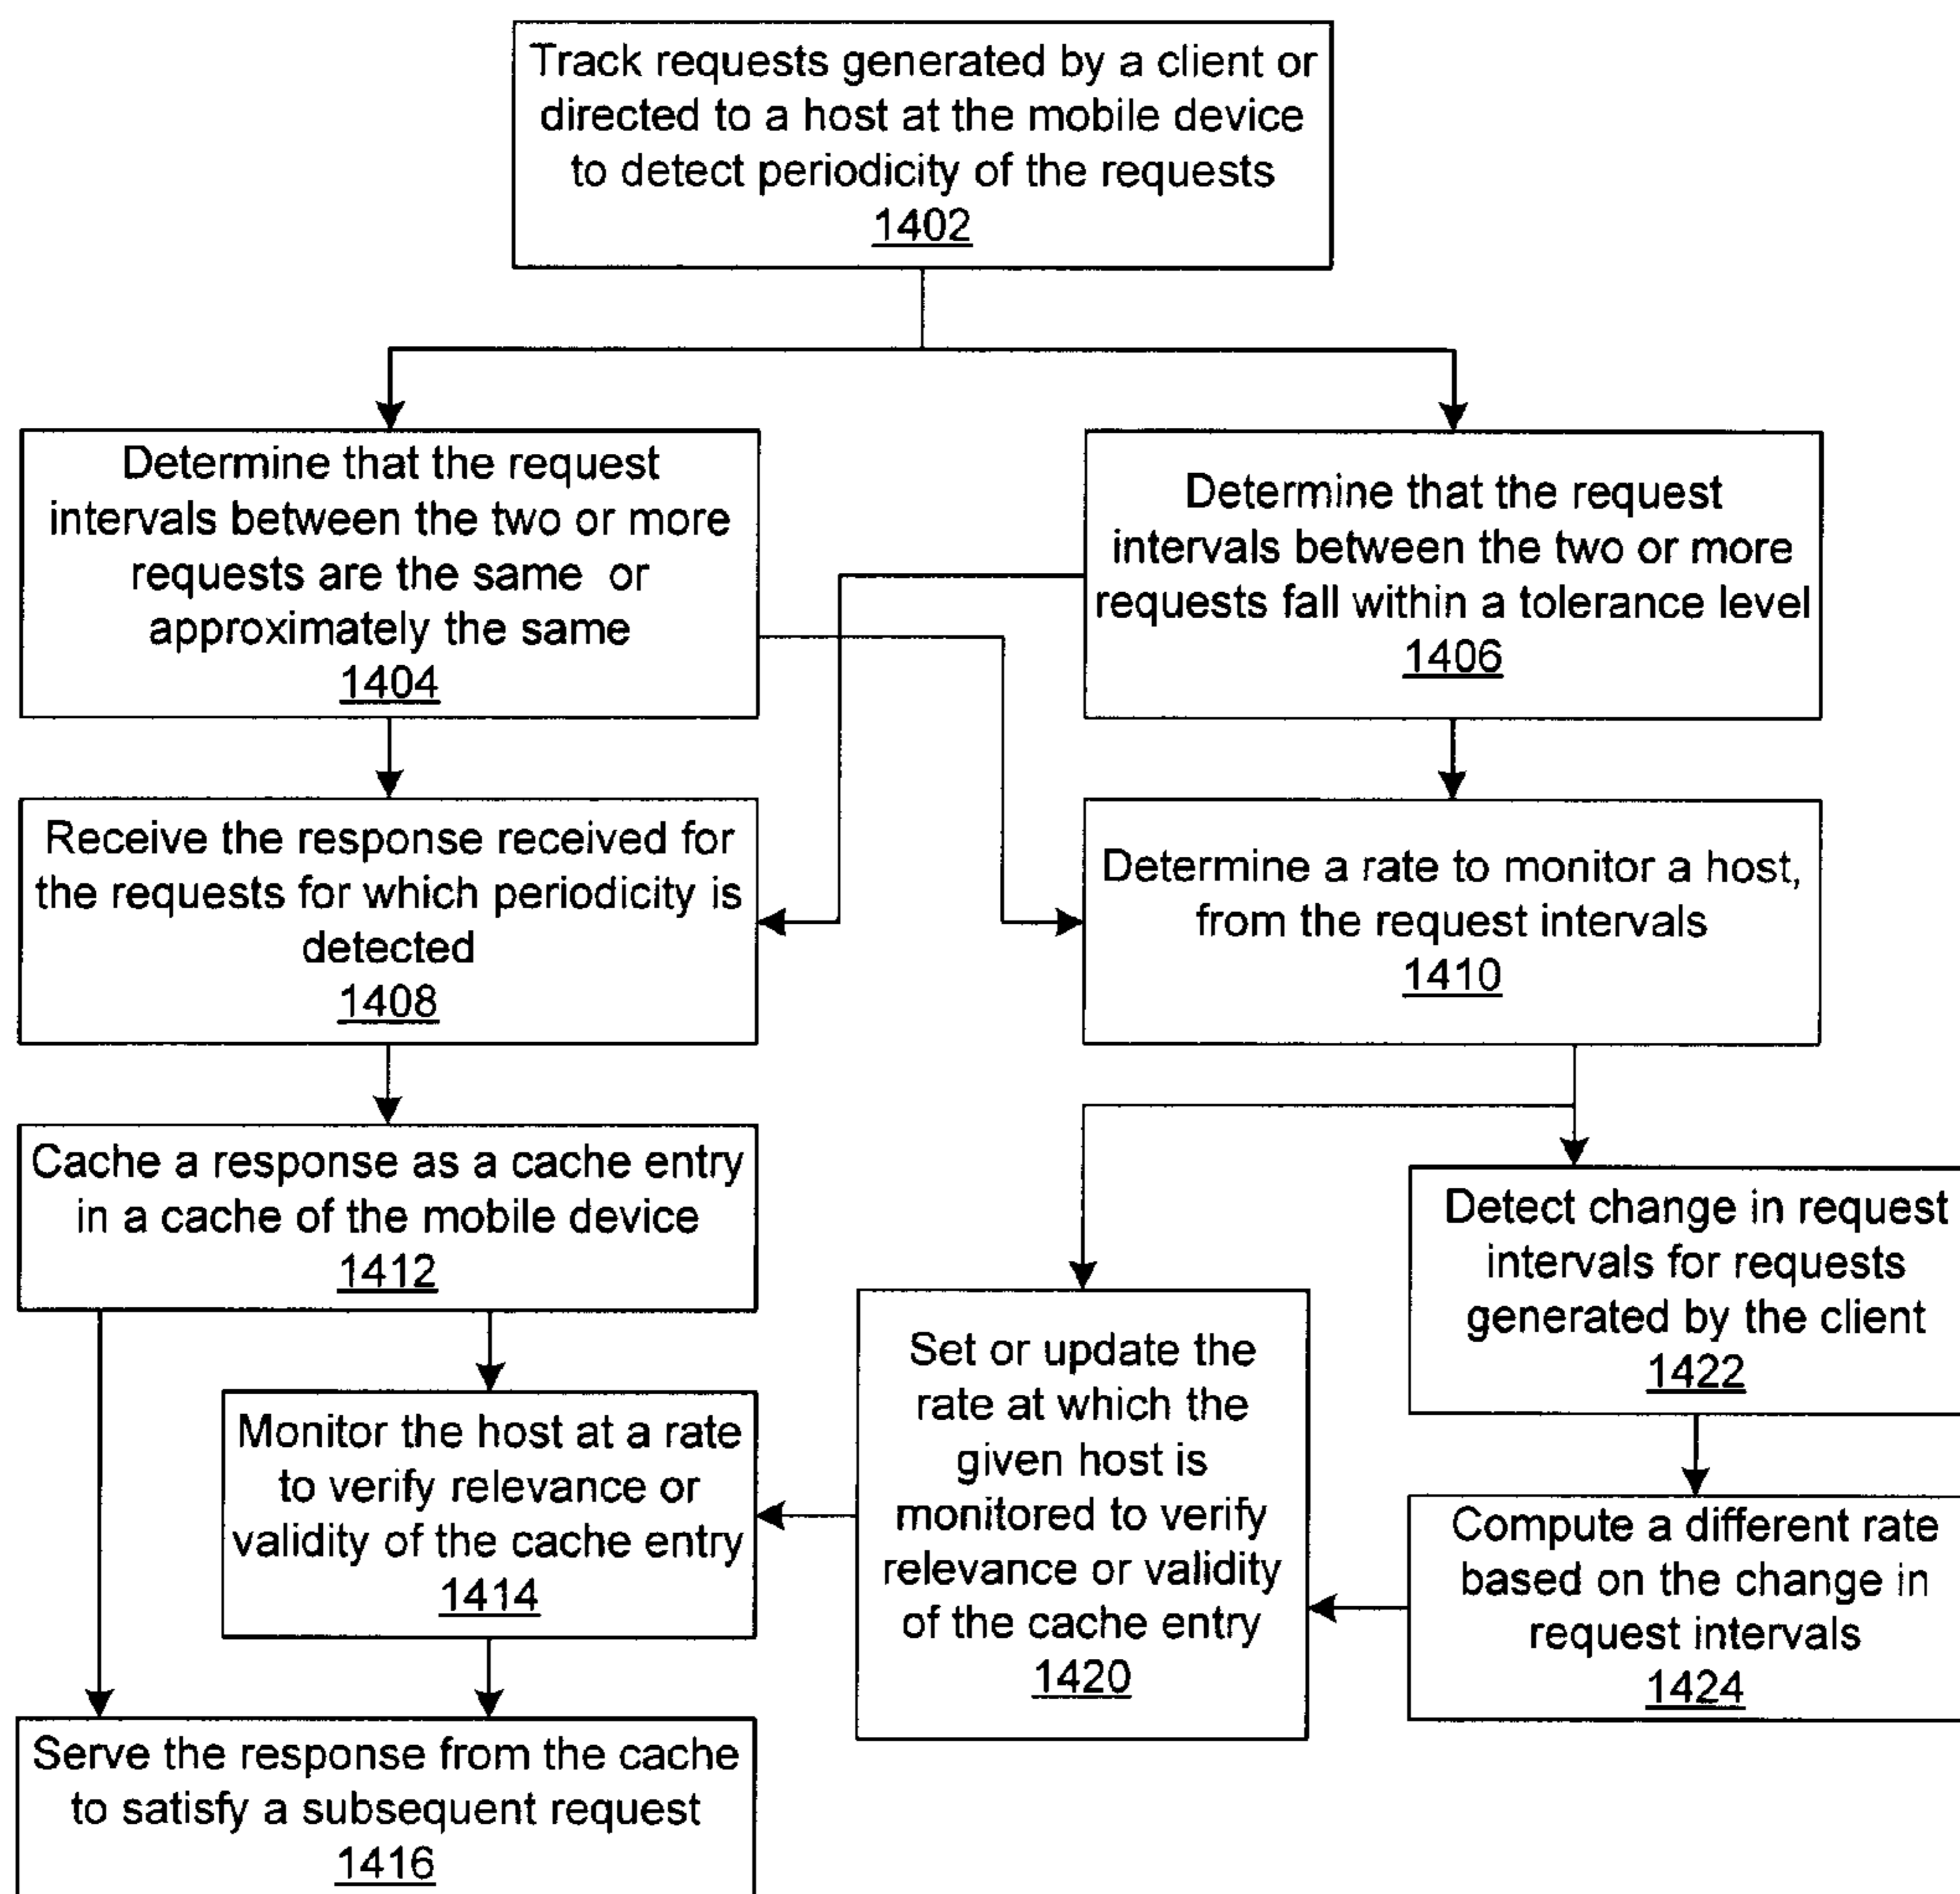 Track requests generated by a client or
directed to a host at the mobile device
to detect periodicity of the requests
1402
Determine that the request
intervals between the two or more
requests are the same or
approximately the same
1404
Determine that the request
intervals between the two or more
requests fall within a tolerance level
1406
Receive the response received for
the requests for which periodicity is
detected
1408
Determine a rate to monitor a host,
from the request intervals
1410
Cache a response as a cache entry
in a cache of the mobile device
1412
Detect change in request
intervals for requests
generated by the client
1422
Monitor the host at a rate
to verify relevance or
validity of the cache entry
1414
Set or update the
rate at which the
given host is
monitored to verify
relevance or validity
of the cache entry
1420
Compute a different rate
based on the change in
request intervals
1424
Serve the response from the cache
to satisfy a subsequent request
1416